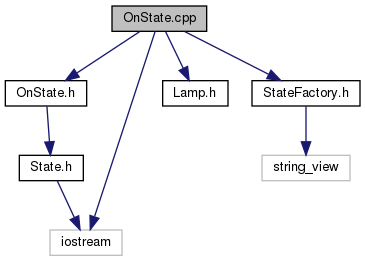 OnState.cpp
OnState.h
Lamp.h
StateFactory.h
State.h
string_view
iostream